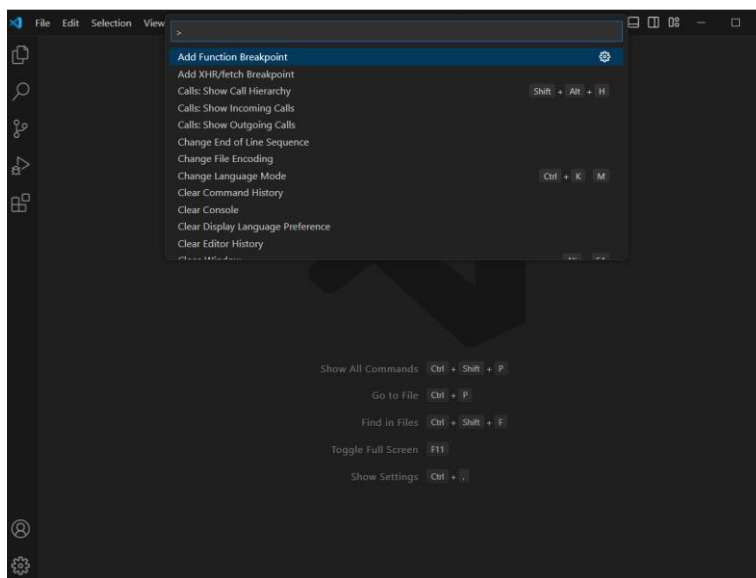 File Edit Selection View
>
Add Function Breakpoint
Add XHR/fetch Breakpoint
Calls: Show Call Hierarchy Shift + Alt + H
Calls: Show Incoming Calls
Calls: Show Outgoing Calls
Change End of Line Sequence
Change File Encoding
Change Language Mode Ctrl + K M
Clear Command History
Clear Console
Clear Display Language Preference
Clear Editor History
Show All Commands Ctrl + Shift + P
Go to File Ctrl + P
Find in Files Ctrl + Shift + F
Toggle Full Screen F11
Show Settings Ctrl + ,